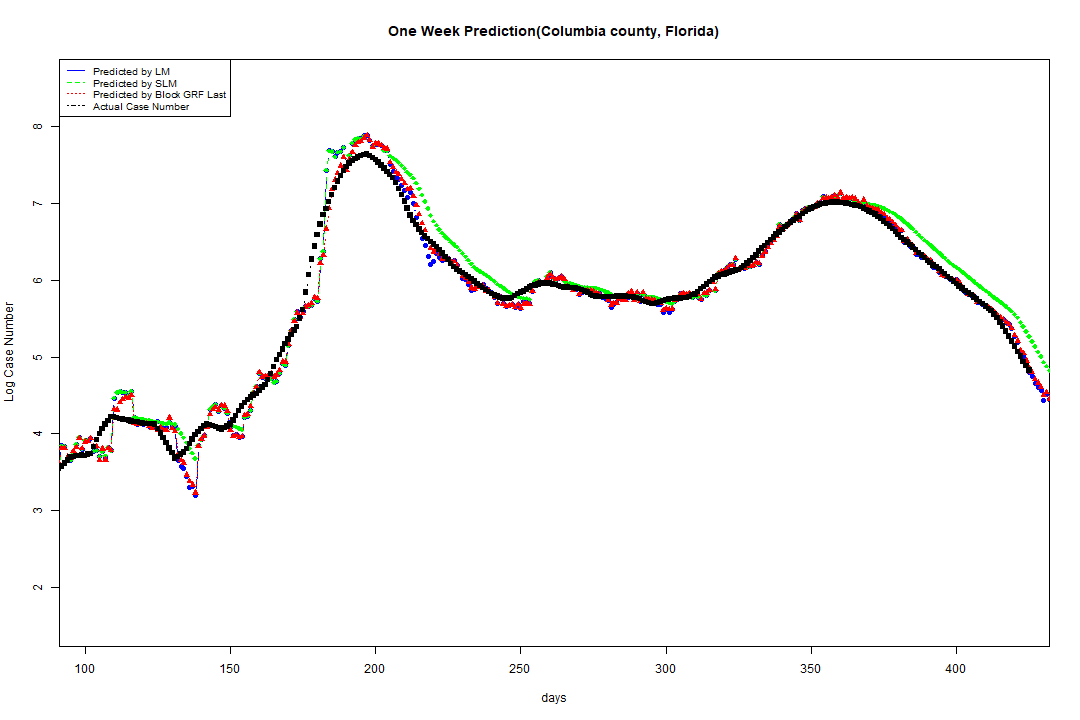 One Week Prediction(Columbia county, Florida)
Predicted by LM
Predicted by SLM
Predicted by Block GRF Last
Actual Case Number
8
7
6
5
4
3
2
Log Case Number
100 150 200 250 300 350 400
days